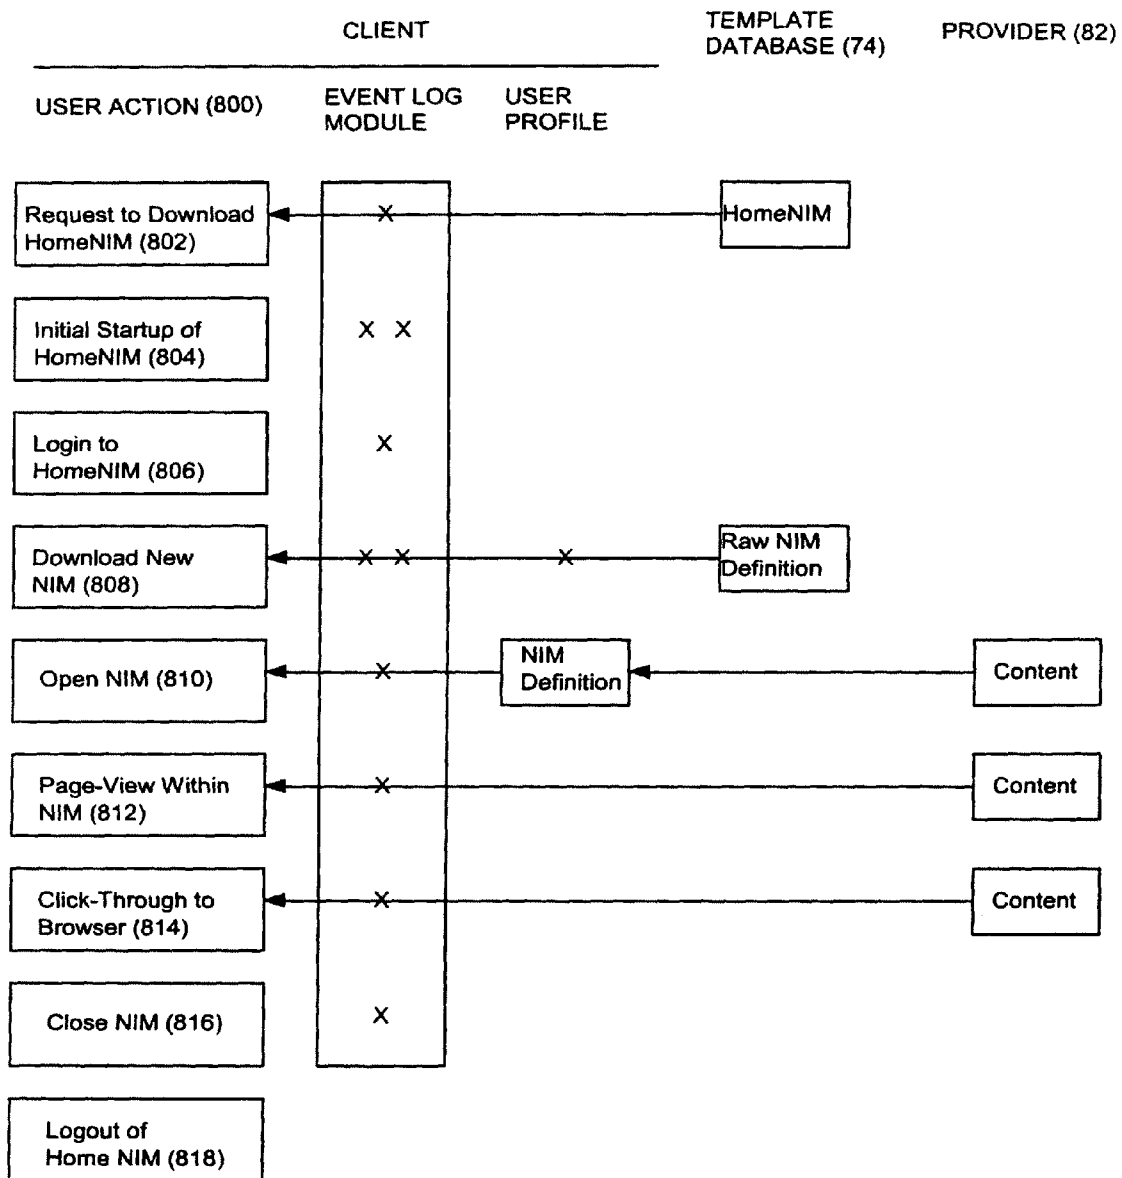 CLIENT
TEMPLATE
DATABASE (74)
PROVIDER (82)
USER ACTION (800)
EVENT LOG
MODULE
USER
PROFILE
Request to Download
HomeNIM (802)
X
HomeNIM
Initial Startup of
HomeNIM (804)
X X
Login to
HomeNIM (806)
X
Download New
NIM (808)
X X
X
Raw NIM
Definition
Open NIM (810)
X
NIM
Definition
Content
Page-View Within
NIM (812)
X
Content
Click-Through to
Browser (814)
X
Content
Close NIM (816)
X
Logout of
Home NIM (818)